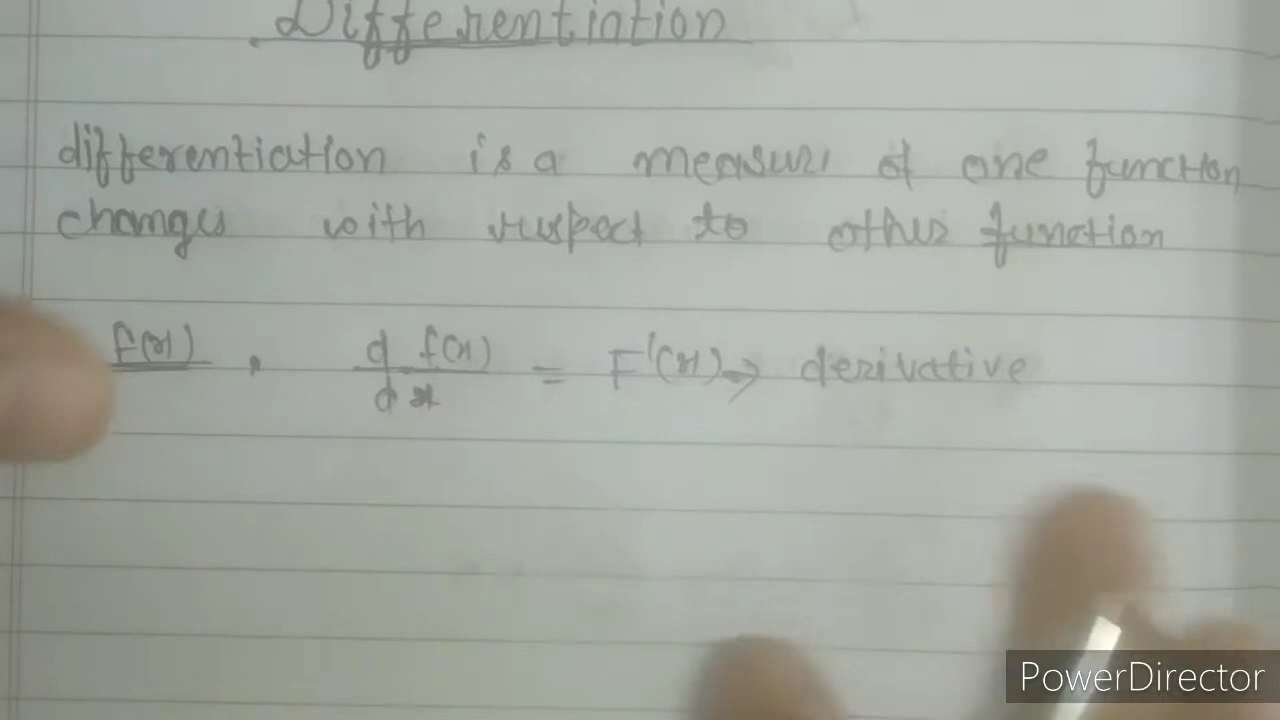 Differentiation
differentiation is a measure of one function
changes with respect to other function
f(x) . d f(x) / dx = F'(x) → derivative
PowerDirector